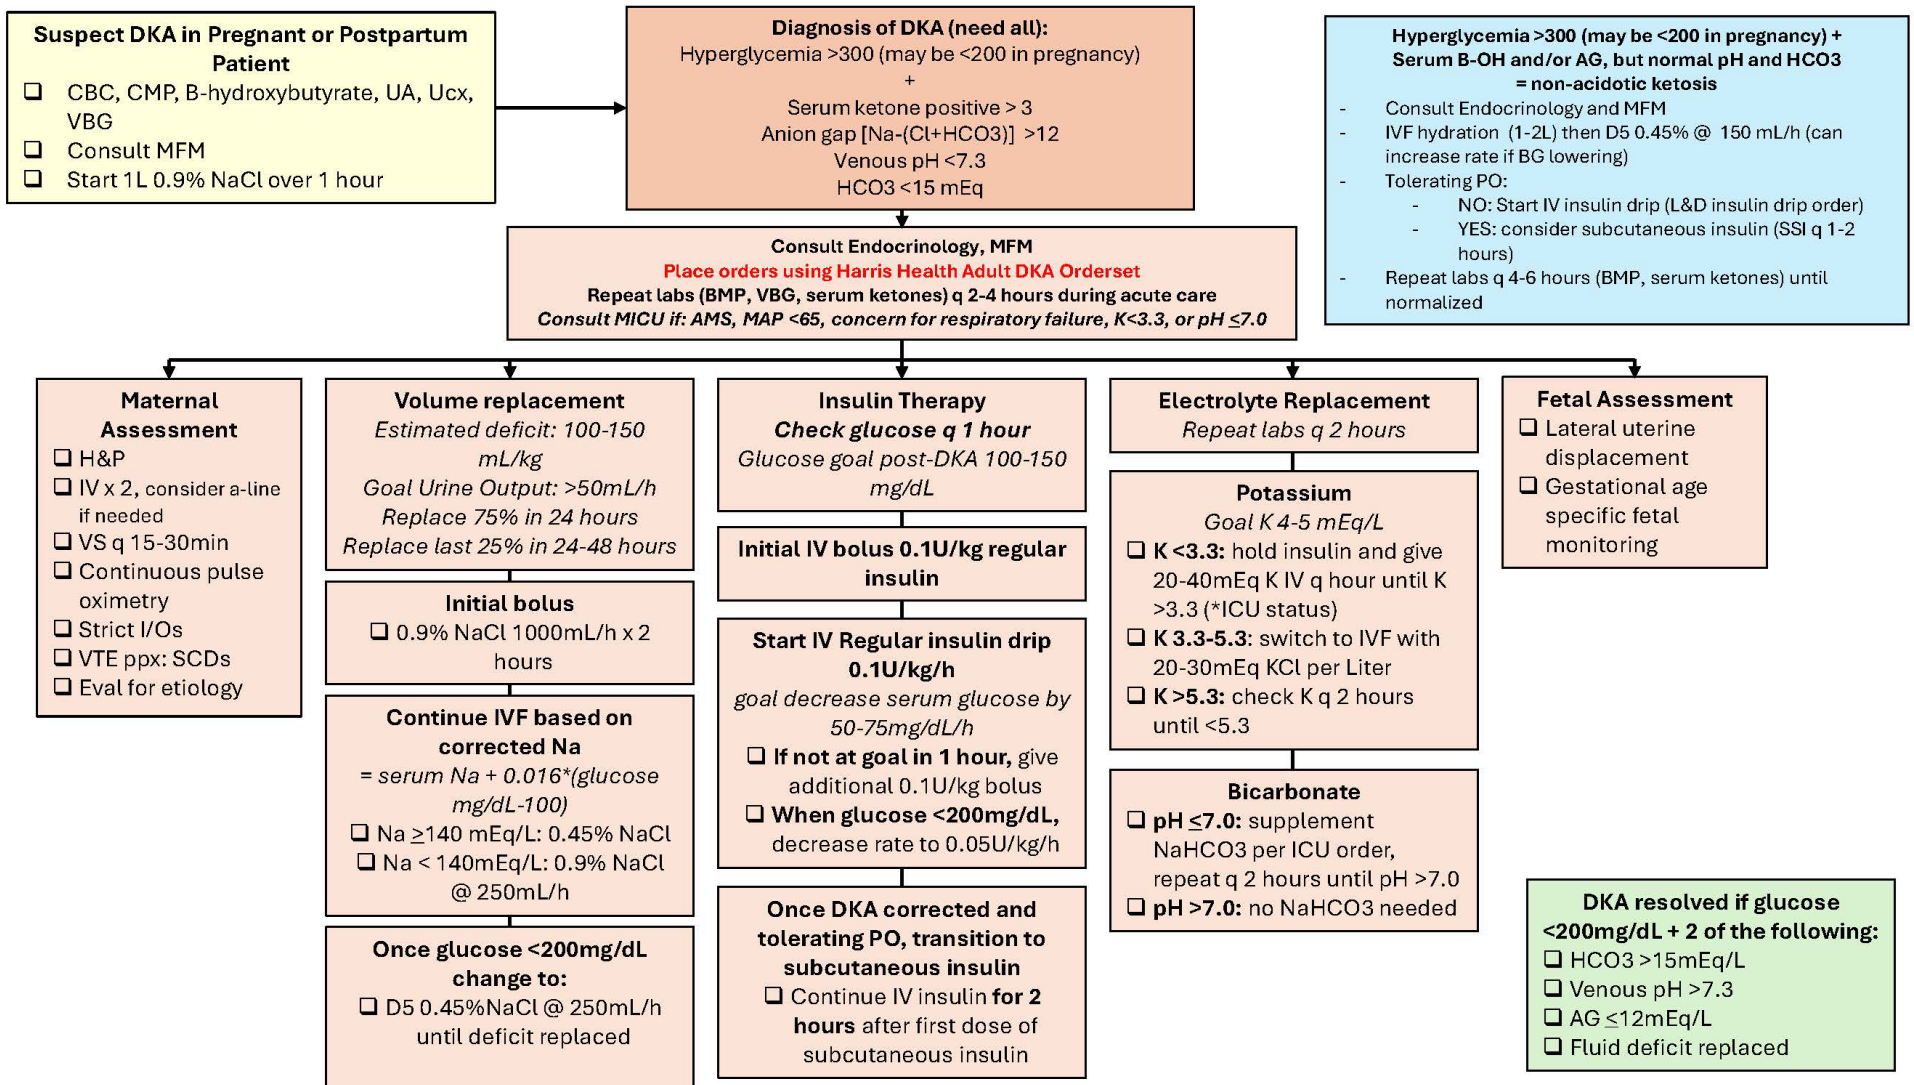 Suspect DKA in Pregnant or Postpartum
Patient
❑ CBC, CMP, B-hydroxybutyrate, UA, Ucx,
VBG
❑ Consult MFM
❑ Start 1L 0.9% NaCl over 1 hour
Diagnosis of DKA (need all):
Hyperglycemia >300 (may be <200 in pregnancy)
+
Serum ketone positive > 3
Anion gap [Na-(Cl+HCO3)] >12
Venous pH <7.3
HCO3 <15 mEq
Hyperglycemia >300 (may be <200 in pregnancy) +
Serum B-OH and/or AG, but normal pH and HCO3
= non-acidotic ketosis
- Consult Endocrinology and MFM
- IVF hydration (1-2L) then D5 0.45% @ 150 mL/h (can
increase rate if BG lowering)
- Tolerating PO:
- NO: Start IV insulin drip (L&D insulin drip order)
- YES: consider subcutaneous insulin (SSI q 1-2
hours)
- Repeat labs q 4-6 hours (BMP, serum ketones) until
normalized
Consult Endocrinology, MFM
Place orders using Harris Health Adult DKA Orderset
Repeat labs (BMP, VBG, serum ketones) q 2-4 hours during acute care
Consult MICU if: AMS, MAP <65, concern for respiratory failure, K<3.3, or pH ≤7.0
Maternal
Assessment
❑ H&P
❑ IV x 2, consider a-line
if needed
❑ VS q 15-30min
❑ Continuous pulse
oximetry
❑ Strict I/Os
❑ VTE ppx: SCDs
❑ Eval for etiology
Volume replacement
Estimated deficit: 100-150
mL/kg
Goal Urine Output: >50mL/h
Replace 75% in 24 hours
Replace last 25% in 24-48 hours
Initial bolus
❑ 0.9% NaCl 1000mL/h x 2
hours
Continue IVF based on
corrected Na
= serum Na + 0.016*(glucose
mg/dL-100)
❑ Na ≥140 mEq/L: 0.45% NaCl
❑ Na < 140mEq/L: 0.9% NaCl
@ 250mL/h
Once glucose <200mg/dL
change to:
❑ D5 0.45%NaCl @ 250mL/h
until deficit replaced
Insulin Therapy
Check glucose q 1 hour
Glucose goal post-DKA 100-150
mg/dL
Initial IV bolus 0.1U/kg regular
insulin
Start IV Regular insulin drip
0.1U/kg/h
goal decrease serum glucose by
50-75mg/dL/h
❑ If not at goal in 1 hour, give
additional 0.1U/kg bolus
❑ When glucose <200mg/dL,
decrease rate to 0.05U/kg/h
Once DKA corrected and
tolerating PO, transition to
subcutaneous insulin
❑ Continue IV insulin for 2
hours after first dose of
subcutaneous insulin
Electrolyte Replacement
Repeat labs q 2 hours
Potassium
Goal K 4-5 mEq/L
❑ K <3.3: hold insulin and give
20-40mEq K IV q hour until K
>3.3 (*ICU status)
❑ K 3.3-5.3: switch to IVF with
20-30mEq KCl per Liter
❑ K >5.3: check K q 2 hours
until <5.3
Bicarbonate
❑ pH ≤7.0: supplement
NaHCO3 per ICU order,
repeat q 2 hours until pH >7.0
❑ pH >7.0: no NaHCO3 needed
Fetal Assessment
❑ Lateral uterine
displacement
❑ Gestational age
specific fetal
monitoring
DKA resolved if glucose
<200mg/dL + 2 of the following:
❑ HCO3 >15mEq/L
❑ Venous pH >7.3
❑ AG ≤12mEq/L
❑ Fluid deficit replaced